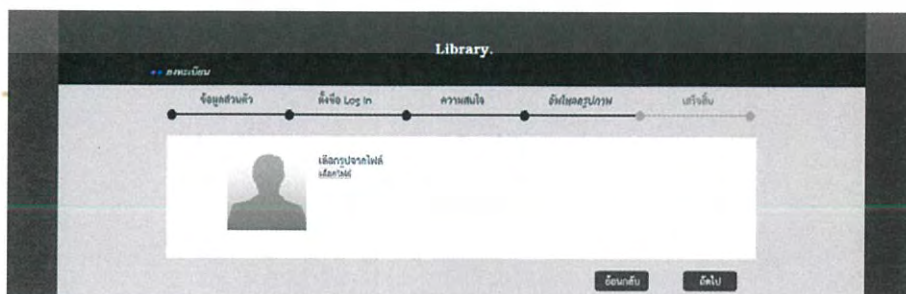 Library.
ลงทะเบียน
ข้อมูลส่วนตัว ตั้งชื่อ Log In ความสนใจ อัพโหลดรูปภาพ เสร็จสิ้น
เลือกรูปจากไฟล์
เลือกไฟล์
ย้อนกลับ ถัดไป